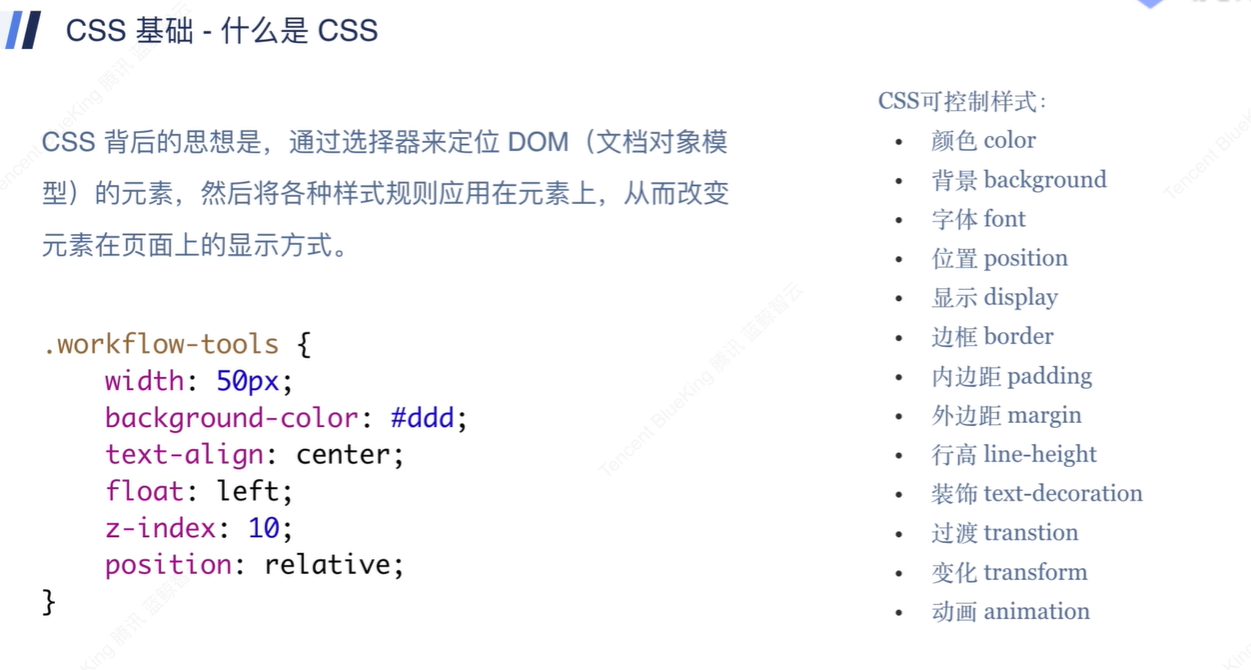 CSS 基础 - 什么是 CSS
CSS 背后的思想是，通过选择器来定位 DOM（文档对象模
型）的元素，然后将各种样式规则应用在元素上，从而改变
元素在页面上的显示方式。
.workflow-tools {
    width: 50px;
    background-color: #ddd;
    text-align: center;
    float: left;
    z-index: 10;
    position: relative;
}
CSS可控制样式：
• 颜色 color
• 背景 background
• 字体 font
• 位置 position
• 显示 display
• 边框 border
• 内边距 padding
• 外边距 margin
• 行高 line-height
• 装饰 text-decoration
• 过渡 transtion
• 变化 transform
• 动画 animation
Tencent BlueKing 腾讯 蓝鲸智云